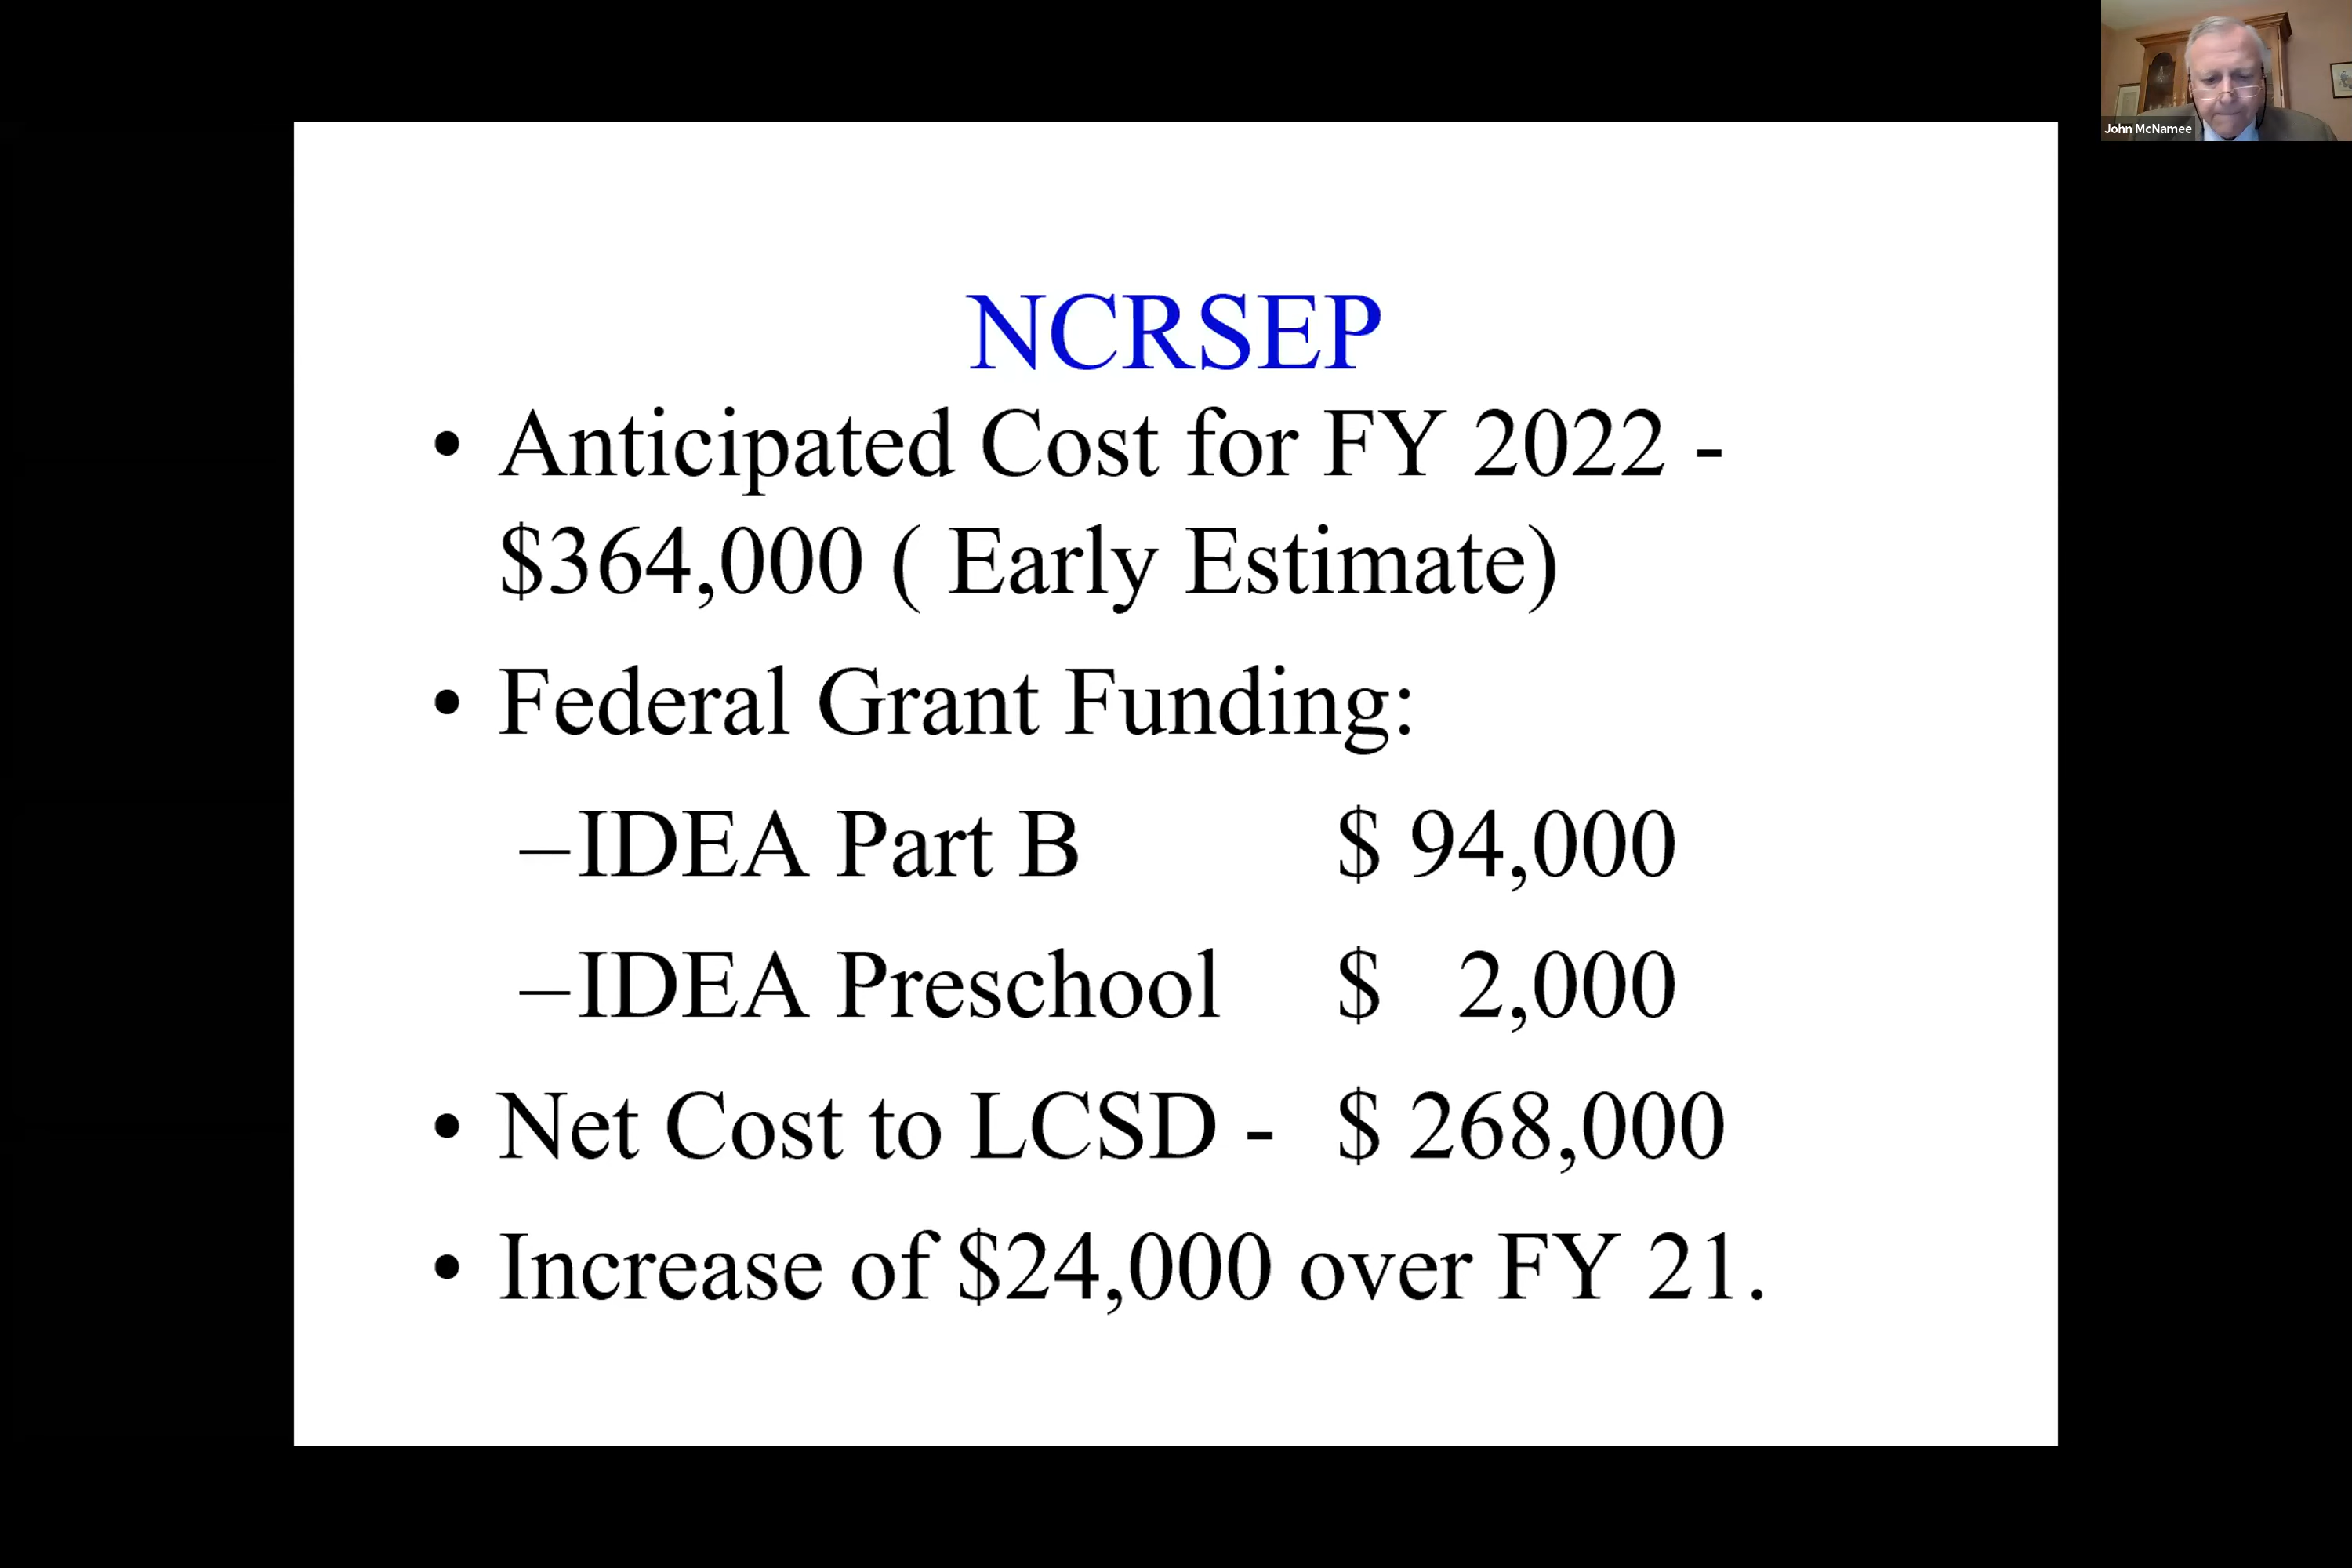 John McNamee
NCRSEP
• Anticipated Cost for FY 2022 -
$364,000 ( Early Estimate)
• Federal Grant Funding:
–IDEA Part B $ 94,000
–IDEA Preschool $ 2,000
• Net Cost to LCSD - $ 268,000
• Increase of $24,000 over FY 21.